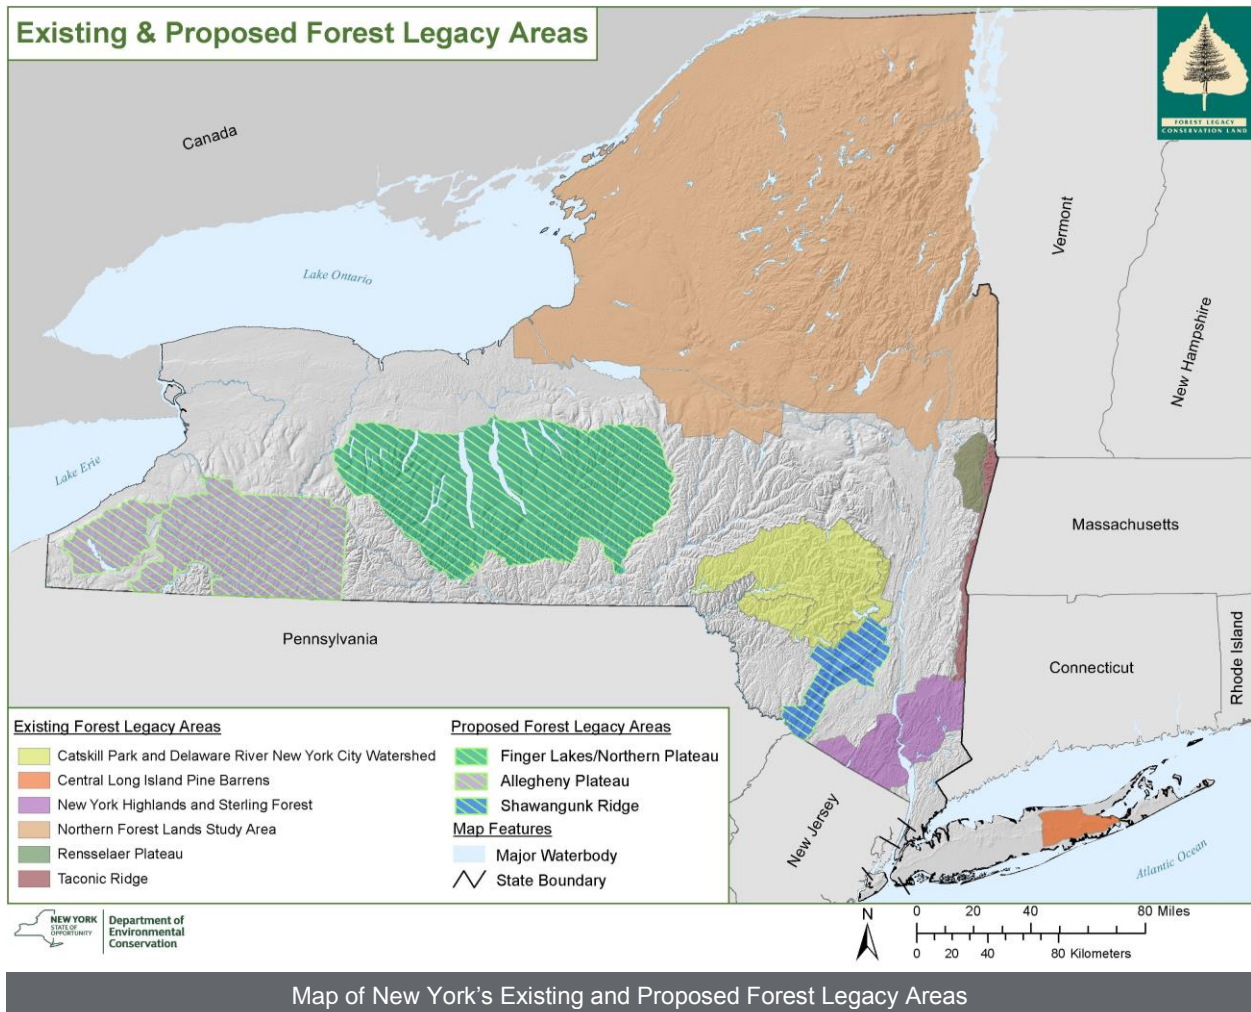 Existing & Proposed Forest Legacy Areas
FOREST LEGACY
CONSERVATION LAND
Canada
Lake Ontario
Vermont
New Hampshire
Lake Erie
Massachusetts
Pennsylvania
Connecticut
Rhode Island
New Jersey
Atlantic Ocean
Existing Forest Legacy Areas
Catskill Park and Delaware River New York City Watershed
Central Long Island Pine Barrens
New York Highlands and Sterling Forest
Northern Forest Lands Study Area
Rensselaer Plateau
Taconic Ridge
Proposed Forest Legacy Areas
Finger Lakes/Northern Plateau
Allegheny Plateau
Shawangunk Ridge
Map Features
Major Waterbody
State Boundary
NEW YORK
STATE OF
OPPORTUNITY
Department of
Environmental
Conservation
N
0 20 40 80 Miles
0 20 40 80 Kilometers
Map of New York’s Existing and Proposed Forest Legacy Areas